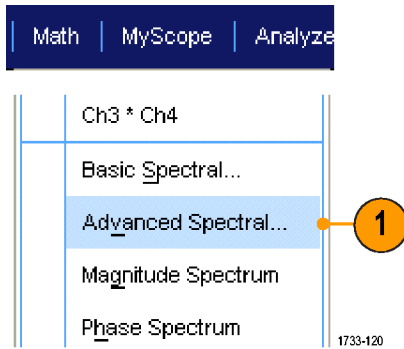 Math | MyScope | Analyze
Ch3 * Ch4
Basic Spectral...
Advanced Spectral...
1
Magnitude Spectrum
Phase Spectrum
1733-120